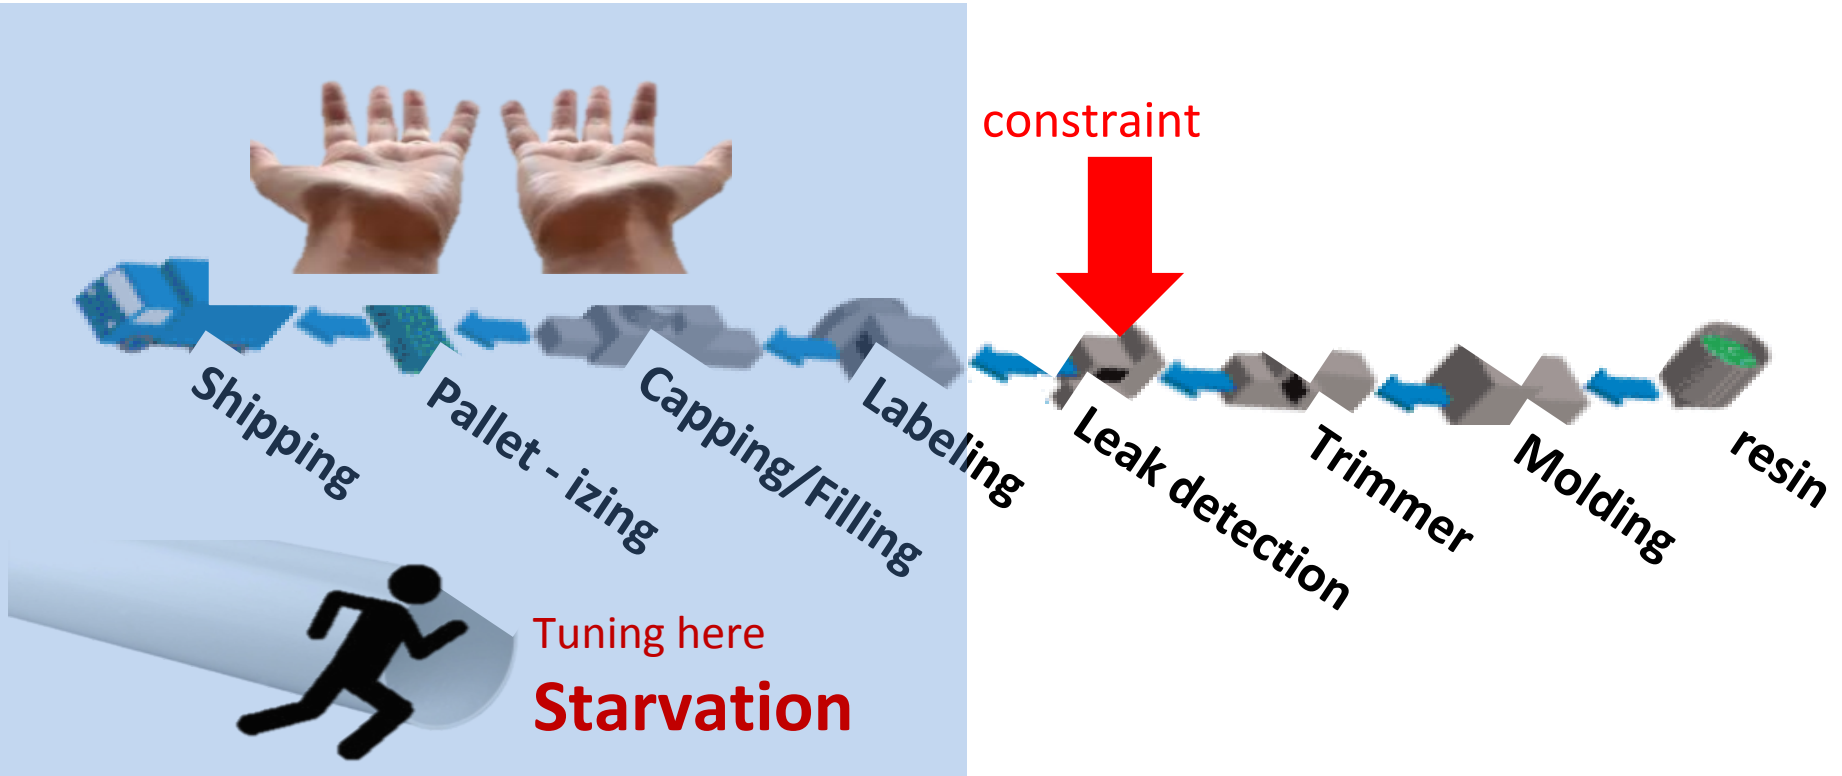 constraint
Shipping
Pallet - izing
Capping/Filling
Labeling
Leak detection
Trimmer
Molding
resin
Tuning here
Starvation